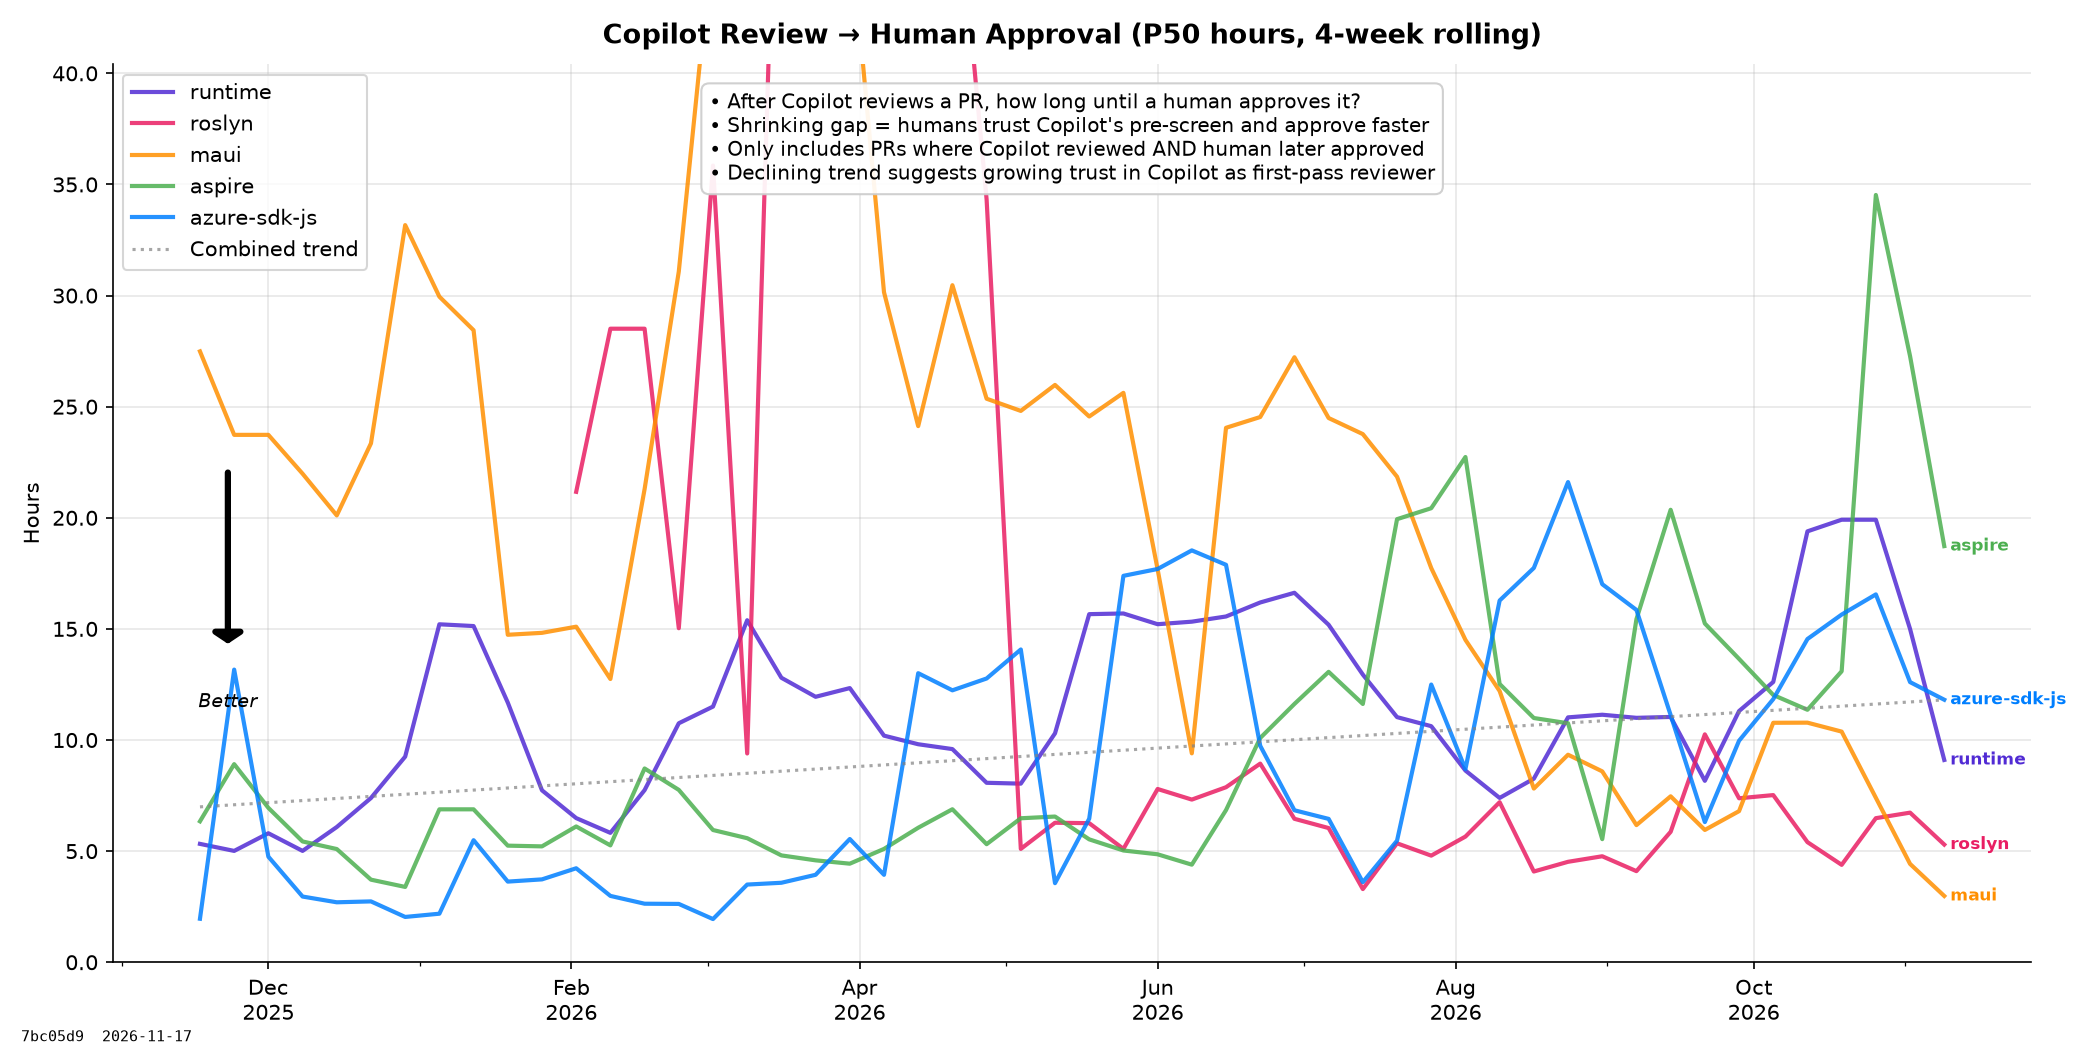 Copilot Review → Human Approval (P50 hours, 4-week rolling)
40.0
35.0
30.0
25.0
20.0
15.0
10.0
5.0
0.0
Hours
runtime
roslyn
maui
aspire
azure-sdk-js
Combined trend
• After Copilot reviews a PR, how long until a human approves it?
• Shrinking gap = humans trust Copilot's pre-screen and approve faster
• Only includes PRs where Copilot reviewed AND human later approved
• Declining trend suggests growing trust in Copilot as first-pass reviewer
Better
aspire
azure-sdk-js
runtime
roslyn
maui
Dec
2025
Feb
2026
Apr
2026
Jun
2026
Aug
2026
Oct
2026
7bc05d9 2026-11-17